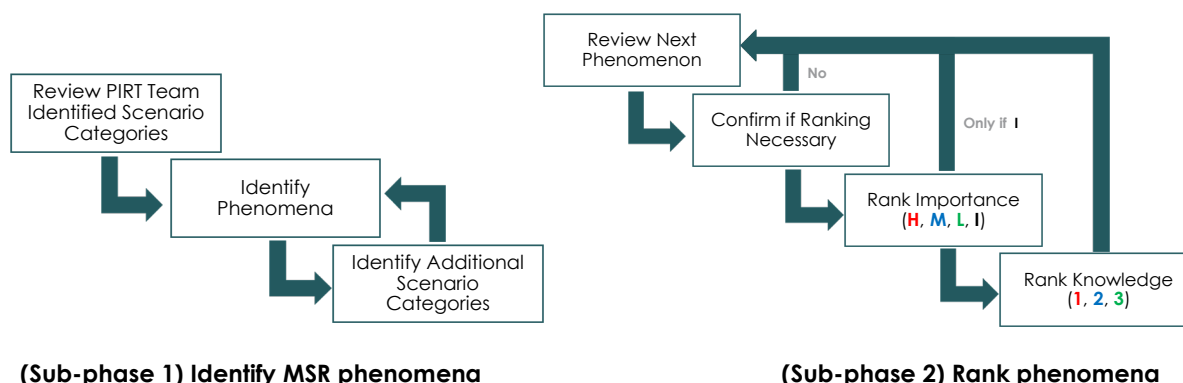 Review PIRT Team
Identified Scenario
Categories
Identify
Phenomena
Identify Additional
Scenario
Categories
(Sub-phase 1) Identify MSR phenomena
Review Next
Phenomenon
No
Confirm if Ranking
Necessary
Only if I
Rank Importance
(H, M, L, I)
Rank Knowledge
(1, 2, 3)
(Sub-phase 2) Rank phenomena